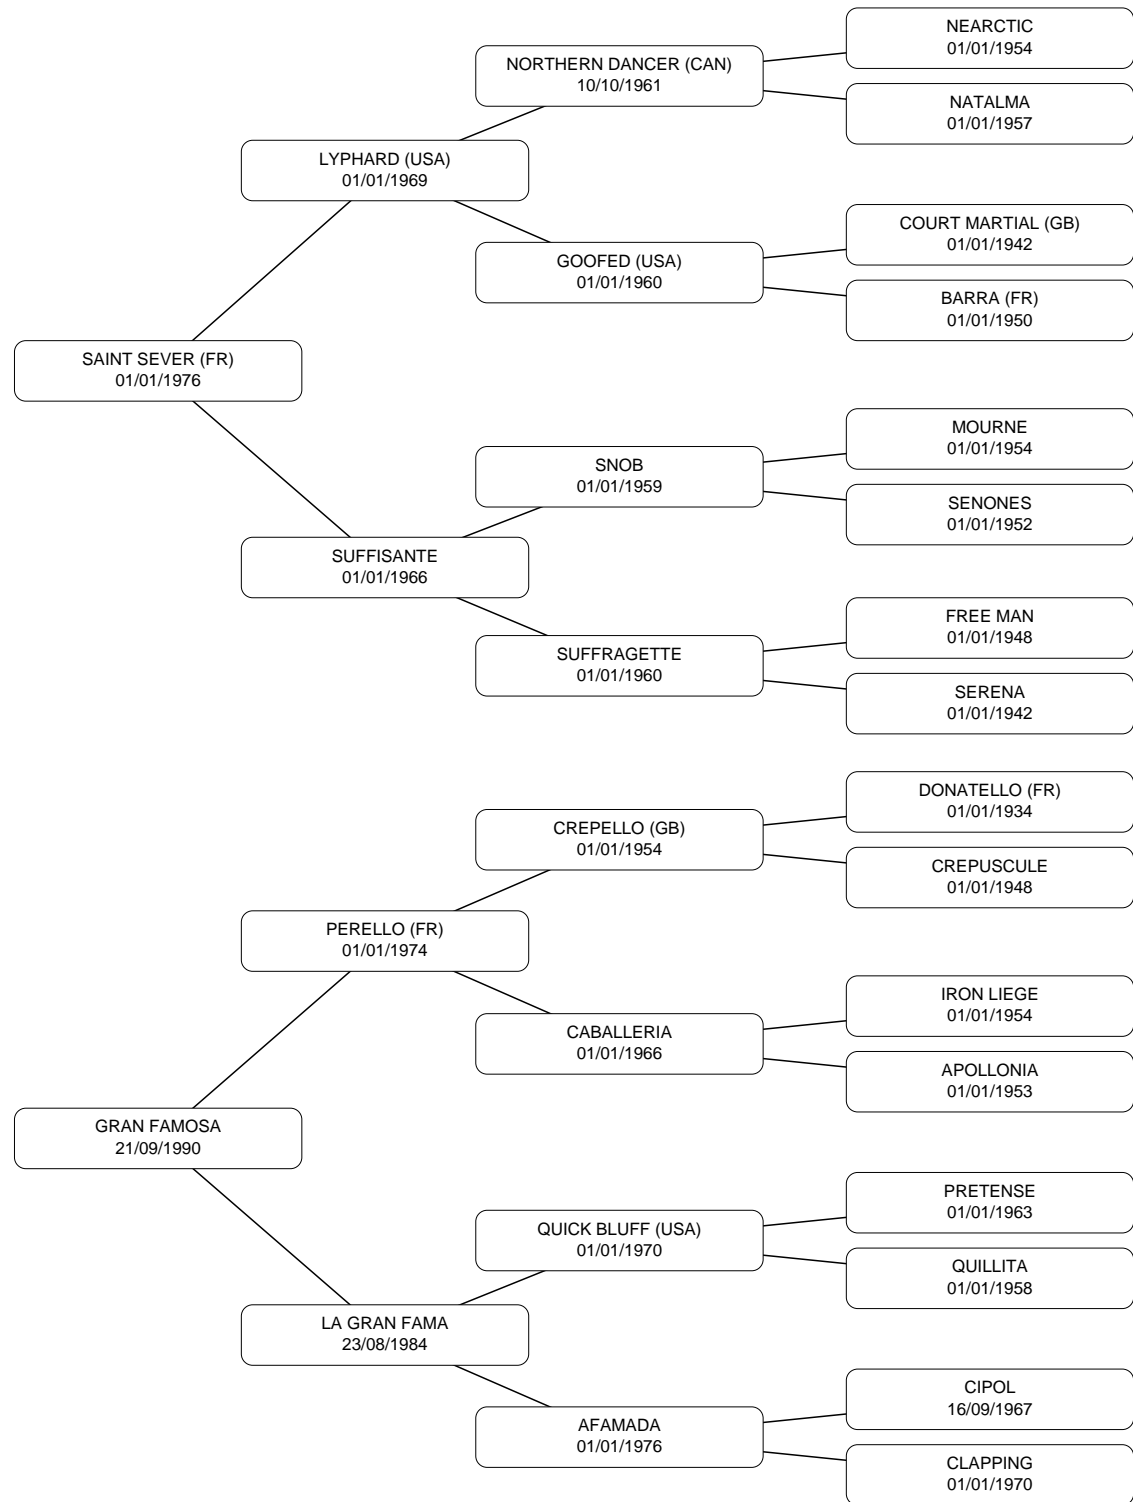 NEARCTIC
01/01/1954
NORTHERN DANCER (CAN)
10/10/1961
NATALMA
01/01/1957
LYPHARD (USA)
01/01/1969
COURT MARTIAL (GB)
01/01/1942
GOOFED (USA)
01/01/1960
BARRA (FR)
01/01/1950
SAINT SEVER (FR)
01/01/1976
MOURNE
01/01/1954
SNOB
01/01/1959
SENONES
01/01/1952
SUFFISANTE
01/01/1966
FREE MAN
01/01/1948
SUFFRAGETTE
01/01/1960
SERENA
01/01/1942
DONATELLO (FR)
01/01/1934
CREPELLO (GB)
01/01/1954
CREPUSCULE
01/01/1948
PERELLO (FR)
01/01/1974
IRON LIEGE
01/01/1954
CABALLERIA
01/01/1966
APOLLONIA
01/01/1953
GRAN FAMOSA
21/09/1990
PRETENSE
01/01/1963
QUICK BLUFF (USA)
01/01/1970
QUILLITA
01/01/1958
LA GRAN FAMA
23/08/1984
CIPOL
16/09/1967
AFAMADA
01/01/1976
CLAPPING
01/01/1970